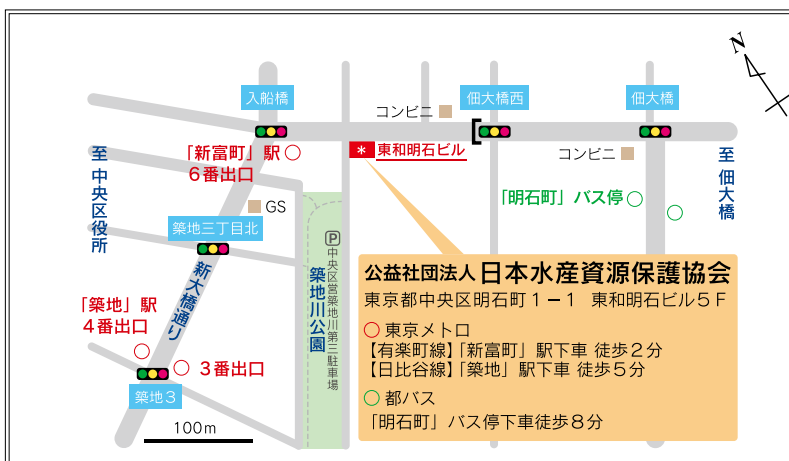 N
入船橋
コンビニ
佃大橋西
佃大橋
「新富町」駅
6番出口
＊東和明石ビル
コンビニ
至 中央区役所
至 佃大橋
「明石町」バス停
GS
築地三丁目北
新大橋通り
P
中央区営築地川第三駐車場
築地川公園
「築地」駅
4番出口
3番出口
築地3
100m
公益社団法人 日本水産資源保護協会
東京都中央区明石町1－1 東和明石ビル5F
○東京メトロ
【有楽町線】「新富町」駅下車 徒歩2分
【日比谷線】「築地」駅下車 徒歩5分
○都バス
「明石町」バス停下車徒歩8分